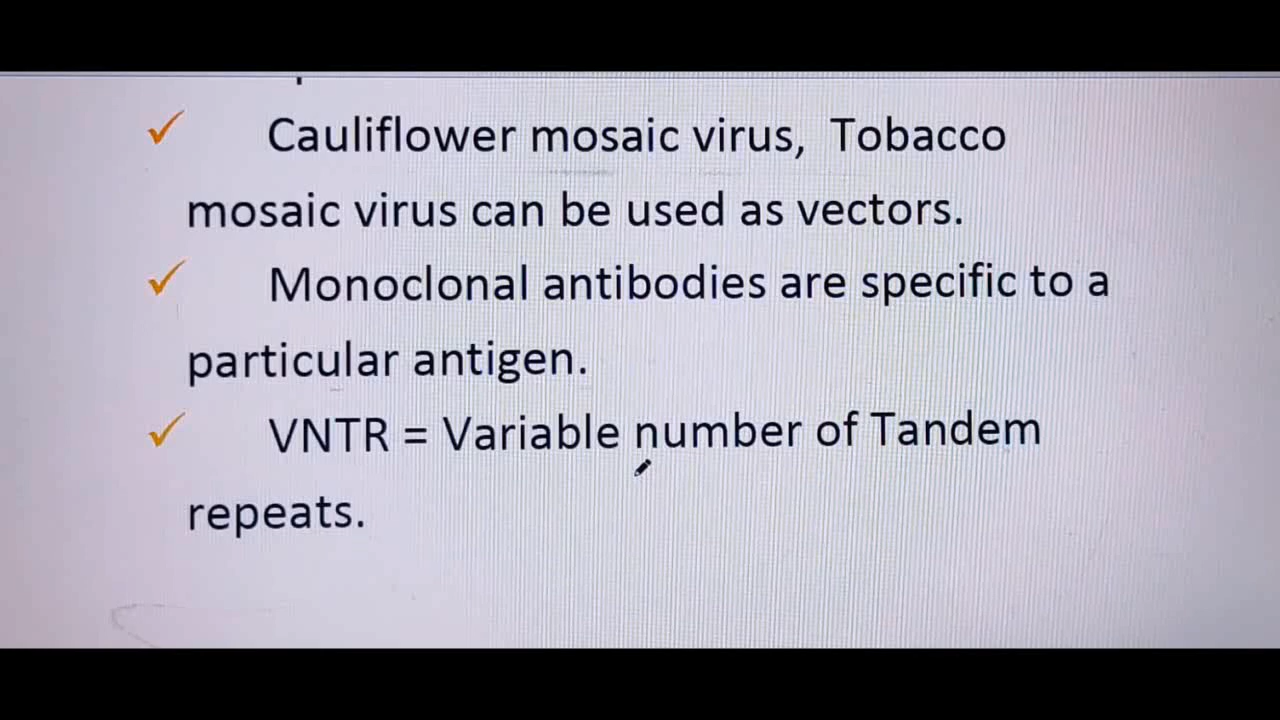 ✓ Cauliflower mosaic virus, Tobacco
mosaic virus can be used as vectors.
✓ Monoclonal antibodies are specific to a
particular antigen.
✓ VNTR = Variable number of Tandem
repeats.